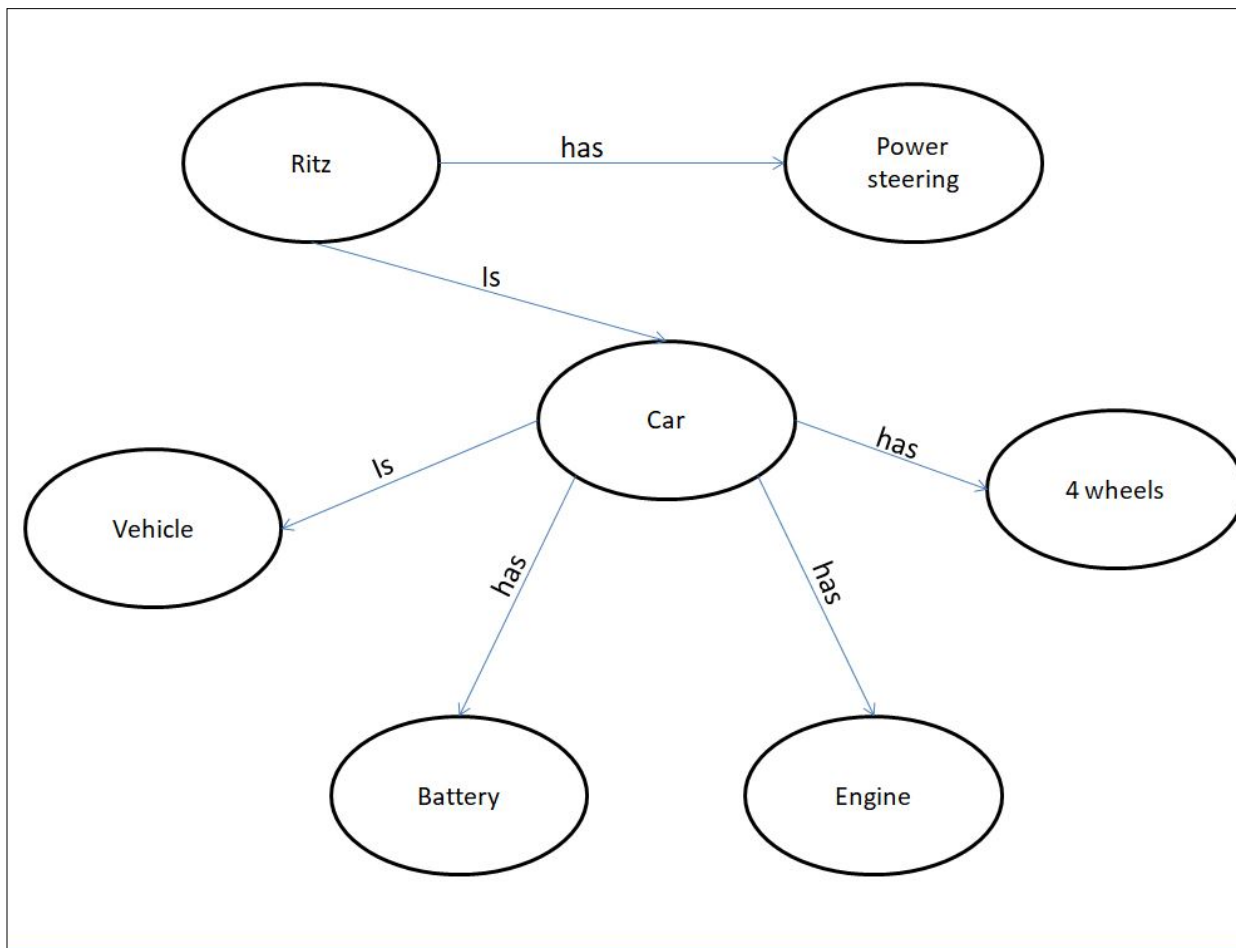 Ritz
has
Power
steering
Is
Car
has
4 wheels
Is
Vehicle
has
has
Battery
Engine